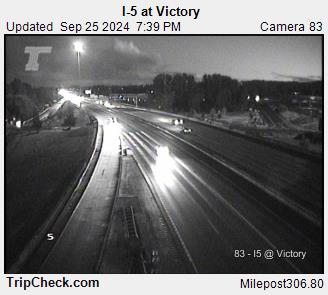 I-5 at Victory
Updated  Sep 25 2024  7:39 PM
Camera 83
T
S
83 - I5 @ Victory
TripCheck.com
Milepost306.80